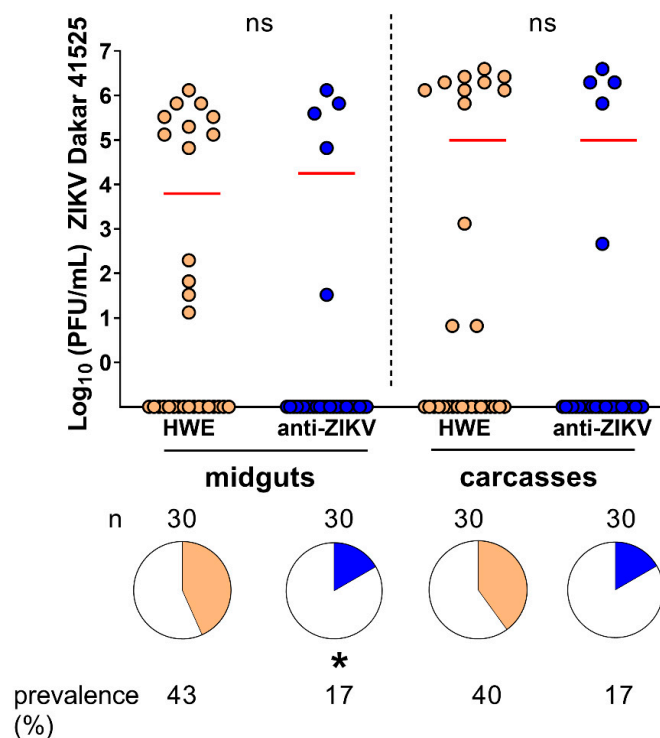 ns ns
Log10 (PFU/mL) ZIKV Dakar 41525
7
6
5
4
3
2
1
0
HWE anti-ZIKV HWE anti-ZIKV
midguts carcasses
n 30 30 30 30
*
prevalence 43 17 40 17
(%)